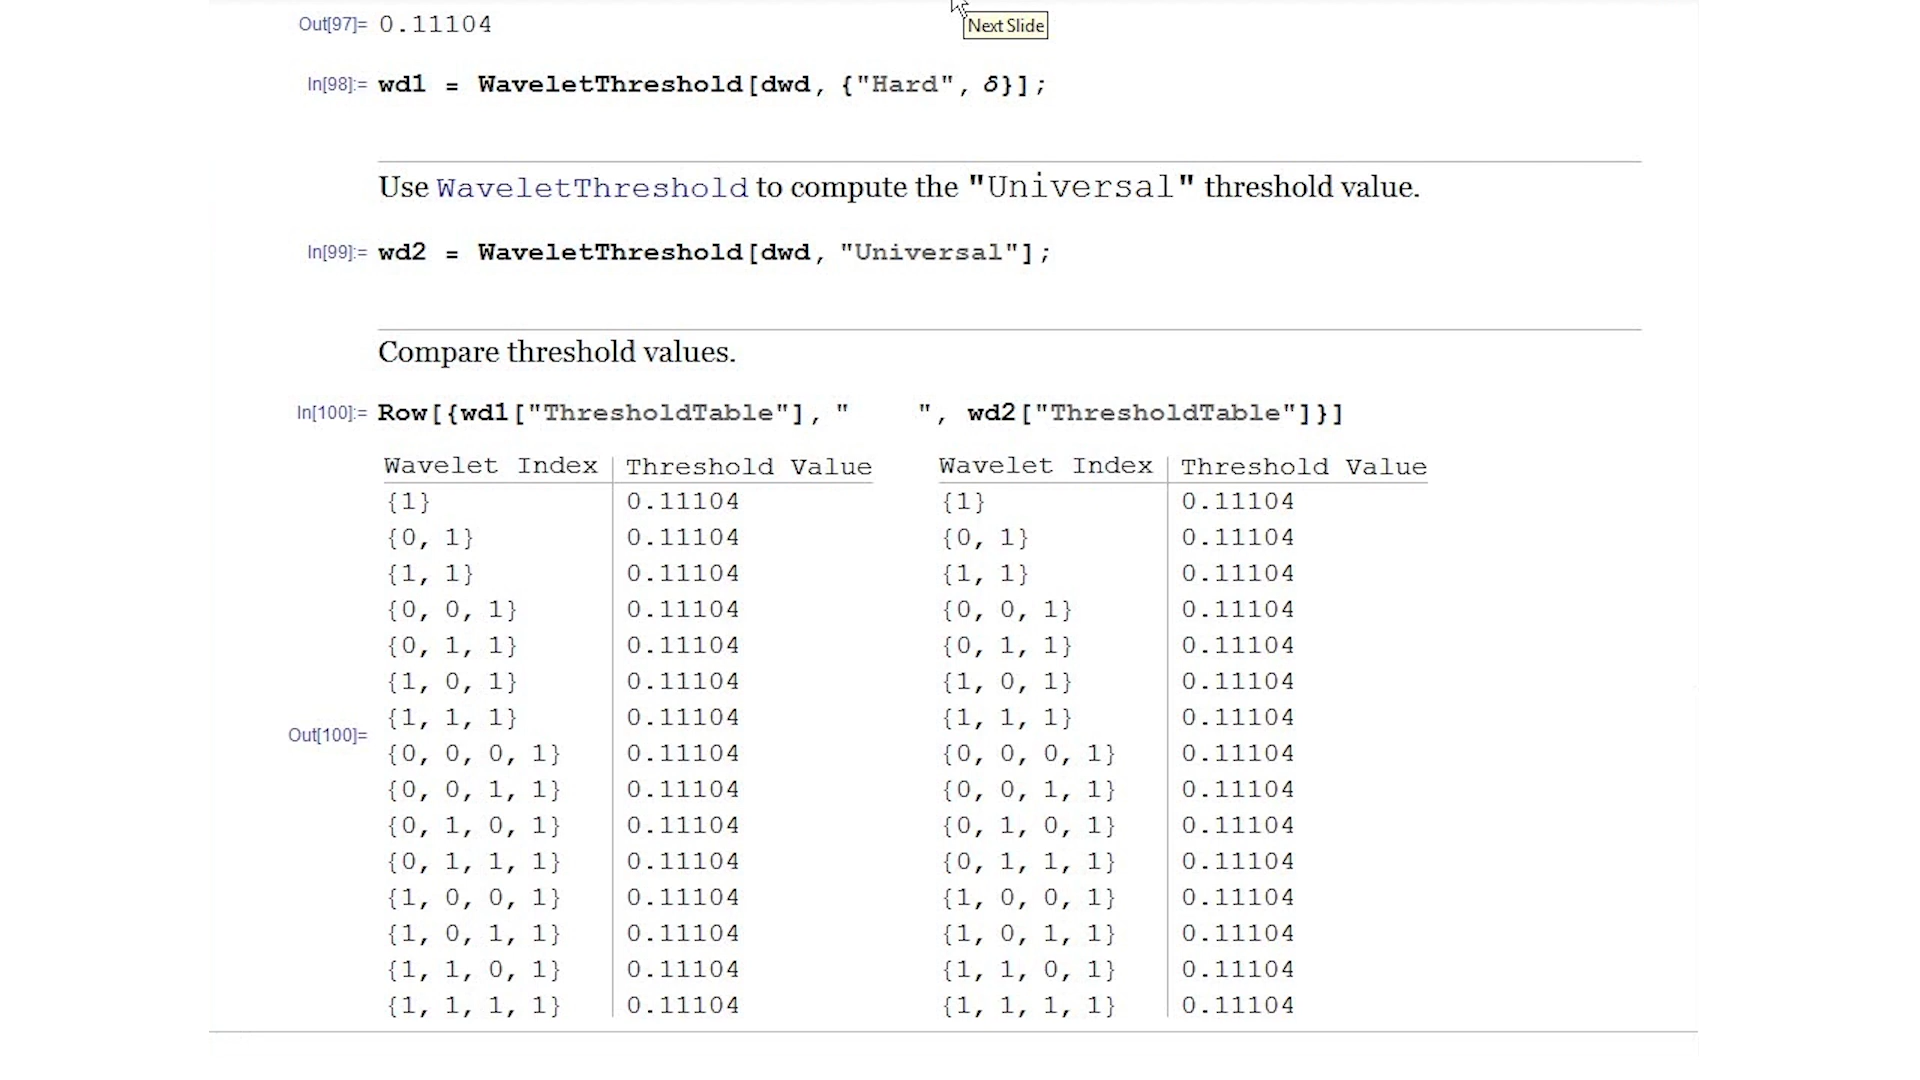 Out[97]= 0.11104
Next Slide
In[98]:= wd1 = WaveletThreshold[dwd, {"Hard", δ}];
Use WaveletThreshold to compute the "Universal" threshold value.
In[99]:= wd2 = WaveletThreshold[dwd, "Universal"];
Compare threshold values.
In[100]:= Row[{wd1["ThresholdTable"], "    ", wd2["ThresholdTable"]}]
Wavelet Index Threshold Value Wavelet Index Threshold Value
{1} 0.11104 {1} 0.11104
{0, 1} 0.11104 {0, 1} 0.11104
{1, 1} 0.11104 {1, 1} 0.11104
{0, 0, 1} 0.11104 {0, 0, 1} 0.11104
{0, 1, 1} 0.11104 {0, 1, 1} 0.11104
{1, 0, 1} 0.11104 {1, 0, 1} 0.11104
{1, 1, 1} 0.11104 {1, 1, 1} 0.11104
Out[100]=
{0, 0, 0, 1} 0.11104 {0, 0, 0, 1} 0.11104
{0, 0, 1, 1} 0.11104 {0, 0, 1, 1} 0.11104
{0, 1, 0, 1} 0.11104 {0, 1, 0, 1} 0.11104
{0, 1, 1, 1} 0.11104 {0, 1, 1, 1} 0.11104
{1, 0, 0, 1} 0.11104 {1, 0, 0, 1} 0.11104
{1, 0, 1, 1} 0.11104 {1, 0, 1, 1} 0.11104
{1, 1, 0, 1} 0.11104 {1, 1, 0, 1} 0.11104
{1, 1, 1, 1} 0.11104 {1, 1, 1, 1} 0.11104